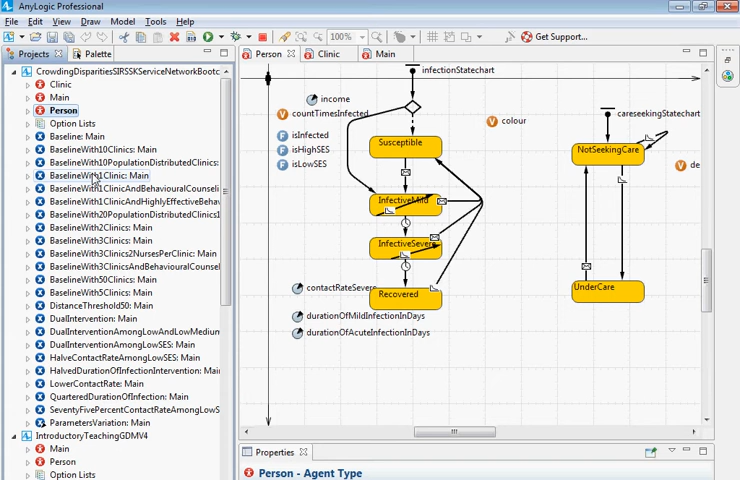 AnyLogic Professional
File Edit View Draw Model Tools Help
100%
Get Support...
Projects
Palette
CrowdingDisparitiesSIRSSKServiceNetworkBootc
Clinic
Main
Person
Option Lists
Baseline: Main
BaselineWith10Clinics: Main
BaselineWith10PopulationDistributedClinics:
BaselineWith1Clinic: Main
BaselineWith1ClinicAndBehaviouralCounseli
BaselineWith1ClinicAndHighlyEffectiveBehav
BaselineWith20PopulationDistributedClinics1
BaselineWith2Clinics: Main
BaselineWith3Clinics: Main
BaselineWith3Clinics2NursesPerClinic: Main
BaselineWith3ClinicsAndBehaviouralCounsel
BaselineWith50Clinics: Main
BaselineWith5Clinics: Main
DistanceThreshold50: Main
DualIntervention: Main
DualInterventionAmongLowAndLowMedium
DualInterventionAmongLowSES: Main
HalveContactRateAmongLowSES: Main
HalvedDurationOfInfectionIntervention: Main
LowerContactRate: Main
QuarteredDurationOfInfection: Main
SeventyFivePercentContactRateAmongLowS
ParametersVariation: Main
IntroductoryTeachingGDMV4
Main
Person
Option Lists
Person
Clinic
Main
infectionStatechart
income
countTimesInfected
colour
careseekingStatechart
isInfected
isHighSES
isLowSES
Susceptible
NotSeekingCare
de
InfectiveMild
InfectiveSevere
contactRateSevere
Recovered
UnderCare
durationOfMildInfectionInDays
durationOfAcuteInfectionInDays
Properties
Person - Agent Type